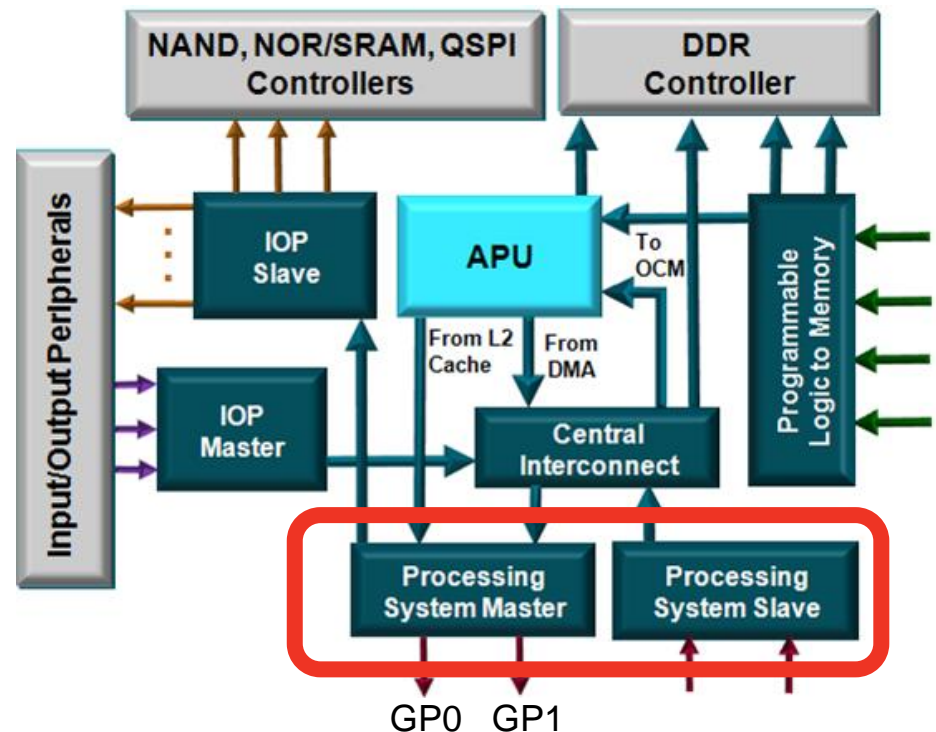 NAND, NOR/SRAM, QSPI
Controllers
DDR
Controller
Input/Output Peripherals
IOP
Slave
APU
To
OCM
Programmable
Logic to Memory
From L2
Cache
From
DMA
IOP
Master
Central
Interconnect
Processing
System Master
Processing
System Slave
GP0 GP1